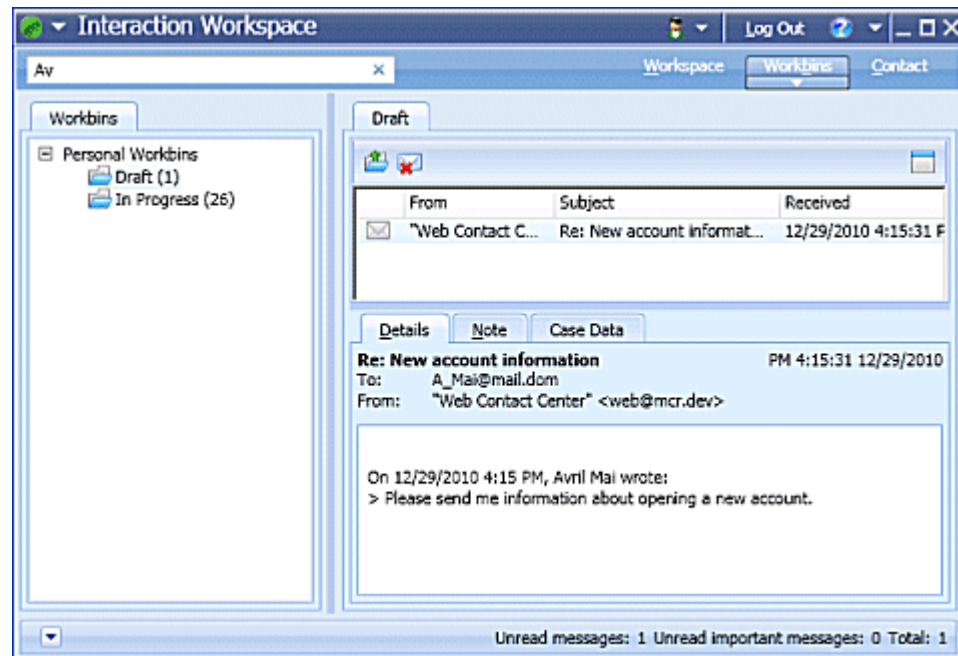 Interaction Workspace
Log Out
Av
Workspace Workbins Contact
Workbins
Personal Workbins
Draft (1)
In Progress (26)
Draft
From Subject Received
"Web Contact C... Re: New account informat... 12/29/2010 4:15:31 P
Details Note Case Data
Re: New account information PM 4:15:31 12/29/2010
To: A_Mai@mail.dom
From: "Web Contact Center" <web@mcr.dev>
On 12/29/2010 4:15 PM, Avril Mai wrote:
> Please send me information about opening a new account.
Unread messages: 1 Unread important messages: 0 Total: 1